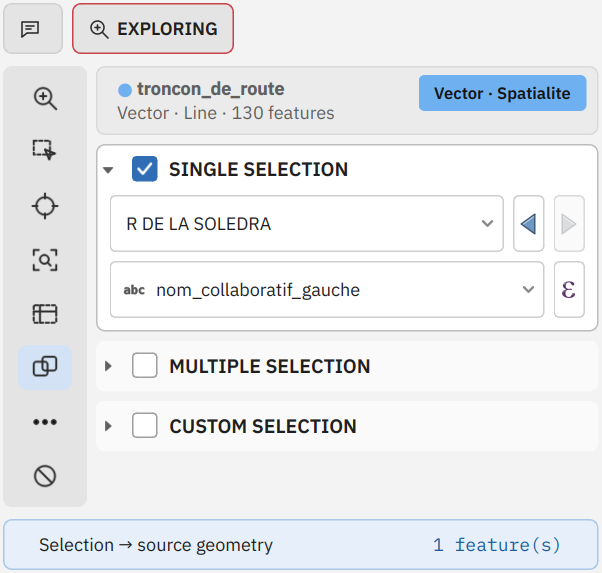 EXPLORING
troncon_de_route
Vector · Line · 130 features
Vector · Spatialite
SINGLE SELECTION
R DE LA SOLEDRA
abc nom_collaboratif_gauche
ε
MULTIPLE SELECTION
CUSTOM SELECTION
Selection → source geometry
1 feature(s)